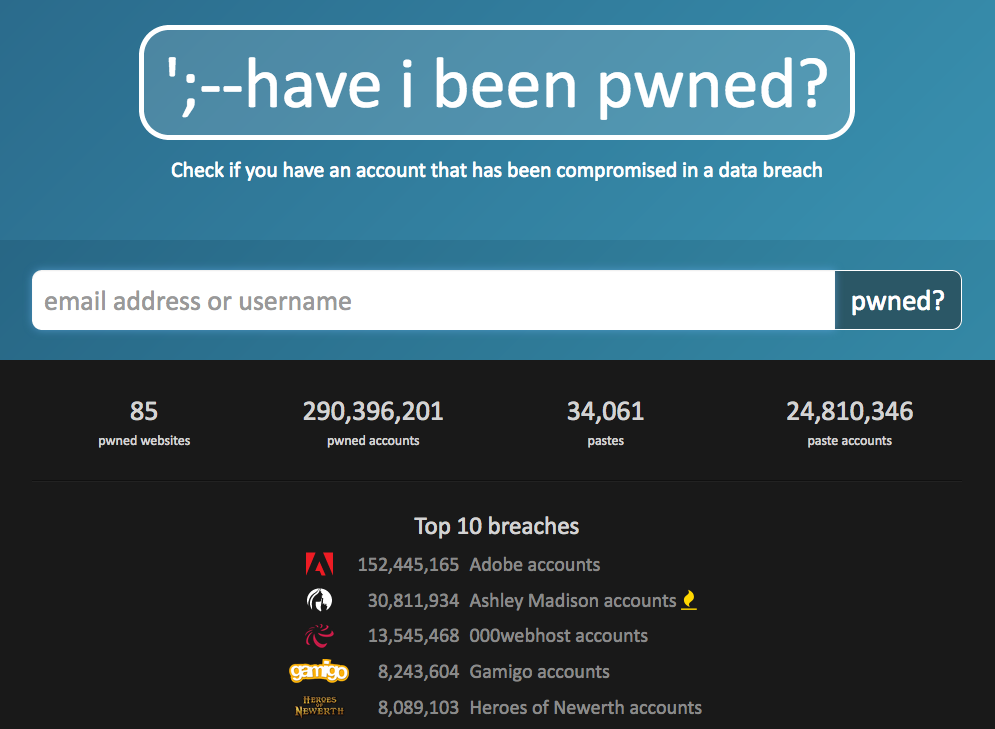 ';--have i been pwned?
Check if you have an account that has been compromised in a data breach
email address or username pwned?
85 290,396,201 34,061 24,810,346
pwned websites pwned accounts pastes paste accounts
Top 10 breaches
152,445,165 Adobe accounts
30,811,934 Ashley Madison accounts
13,545,468 000webhost accounts
gamigo 8,243,604 Gamigo accounts
HEROES OF NEWERTH 8,089,103 Heroes of Newerth accounts